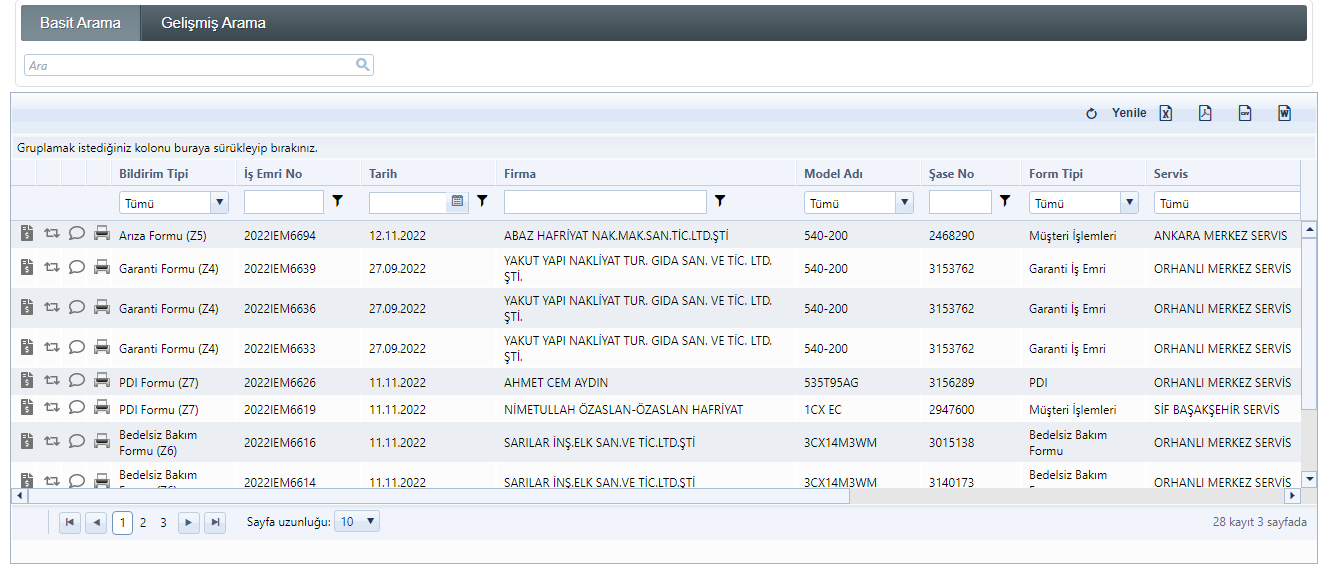 Basit Arama Gelişmiş Arama
Ara
Yenile
Gruplamak istediğiniz kolonu buraya sürükleyip bırakınız.
Bildirim Tipi İş Emri No Tarih Firma Model Adı Şase No Form Tipi Servis
Tümü Tümü Tümü Tümü
Arıza Formu (Z5) 2022IEM6694 12.11.2022 ABAZ HAFRİYAT NAK.MAK.SAN.TİC.LTD.ŞTİ 540-200 2468290 Müşteri İşlemleri ANKARA MERKEZ SERVIS
Garanti Formu (Z4) 2022IEM6639 27.09.2022 YAKUT YAPI NAKLİYAT TUR. GIDA SAN. VE TİC. LTD. 540-200 3153762 Garanti İş Emri ORHANLI MERKEZ SERVİS
ŞTİ.
Garanti Formu (Z4) 2022IEM6636 27.09.2022 YAKUT YAPI NAKLİYAT TUR. GIDA SAN. VE TİC. LTD. 540-200 3153762 Garanti İş Emri ORHANLI MERKEZ SERVİS
ŞTİ.
Garanti Formu (Z4) 2022IEM6633 27.09.2022 YAKUT YAPI NAKLİYAT TUR. GIDA SAN. VE TİC. LTD. 540-200 3153762 Garanti İş Emri ORHANLI MERKEZ SERVİS
ŞTİ.
PDI Formu (Z7) 2022IEM6626 11.11.2022 AHMET CEM AYDIN 535T95AG 3156289 PDI ORHANLI MERKEZ SERVİS
PDI Formu (Z7) 2022IEM6619 11.11.2022 NİMETULLAH ÖZASLAN-ÖZASLAN HAFRİYAT 1CX EC 2947600 Müşteri İşlemleri SİF BAŞAKŞEHİR SERVİS
Bedelsiz Bakım 2022IEM6616 11.11.2022 SARILAR İNŞ.ELK SAN.VE TİC.LTD.ŞTİ 3CX14M3WM 3015138 Bedelsiz Bakım ORHANLI MERKEZ SERVİS
Formu (Z6) Formu
Bedelsiz Bakım 2022IEM6614 11.11.2022 SARILAR İNŞ.ELK SAN.VE TİC.LTD.ŞTİ 3CX14M3WM 3140173 Bedelsiz Bakım ORHANLI MERKEZ SERVİS
1 2 3 Sayfa uzunluğu: 10 28 kayıt 3 sayfada